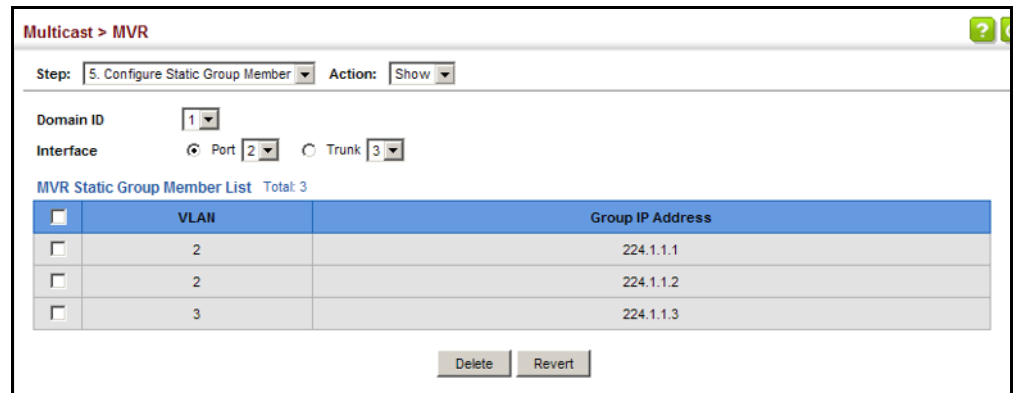 Multicast > MVR
?
Step: 5. Configure Static Group Member Action: Show
Domain ID 1
Interface Port 2 Trunk 3
MVR Static Group Member List Total: 3
VLAN Group IP Address
2 224.1.1.1
2 224.1.1.2
3 224.1.1.3
Delete Revert